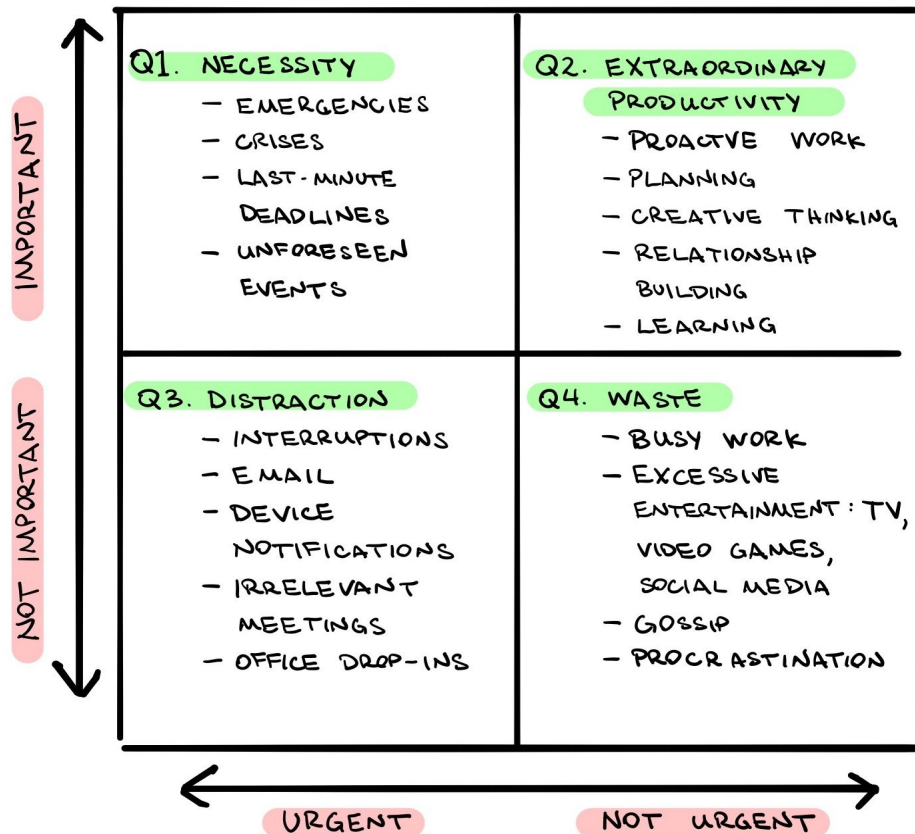 Q1. NECESSITY
- EMERGENCIES
- CRISES
- LAST-MINUTE
DEADLINES
- UNFORESEEN
EVENTS
Q2. EXTRAORDINARY
PRODUCTIVITY
- PROACTVE WORK
- PLANNING
- CREATIVE THINKING
- RELATIONSHIP
BUILDING
- LEARNING
Q3. DISTRACTION
- INTERRUPTIONS
- EMAIL
- DEVICE
NOTIFICATIONS
- IRRELEVANT
MEETINGS
- OFFICE DROP-INS
Q4. WASTE
- BUSY WORK
- EXCESSIVE
ENTERTAINMENT: TV,
VIDEO GAMES,
SOCIAL MEDIA
- GOSSIP
- PROCRASTINATION
IMPORTANT
NOT IMPORTANT
URGENT
NOT URGENT